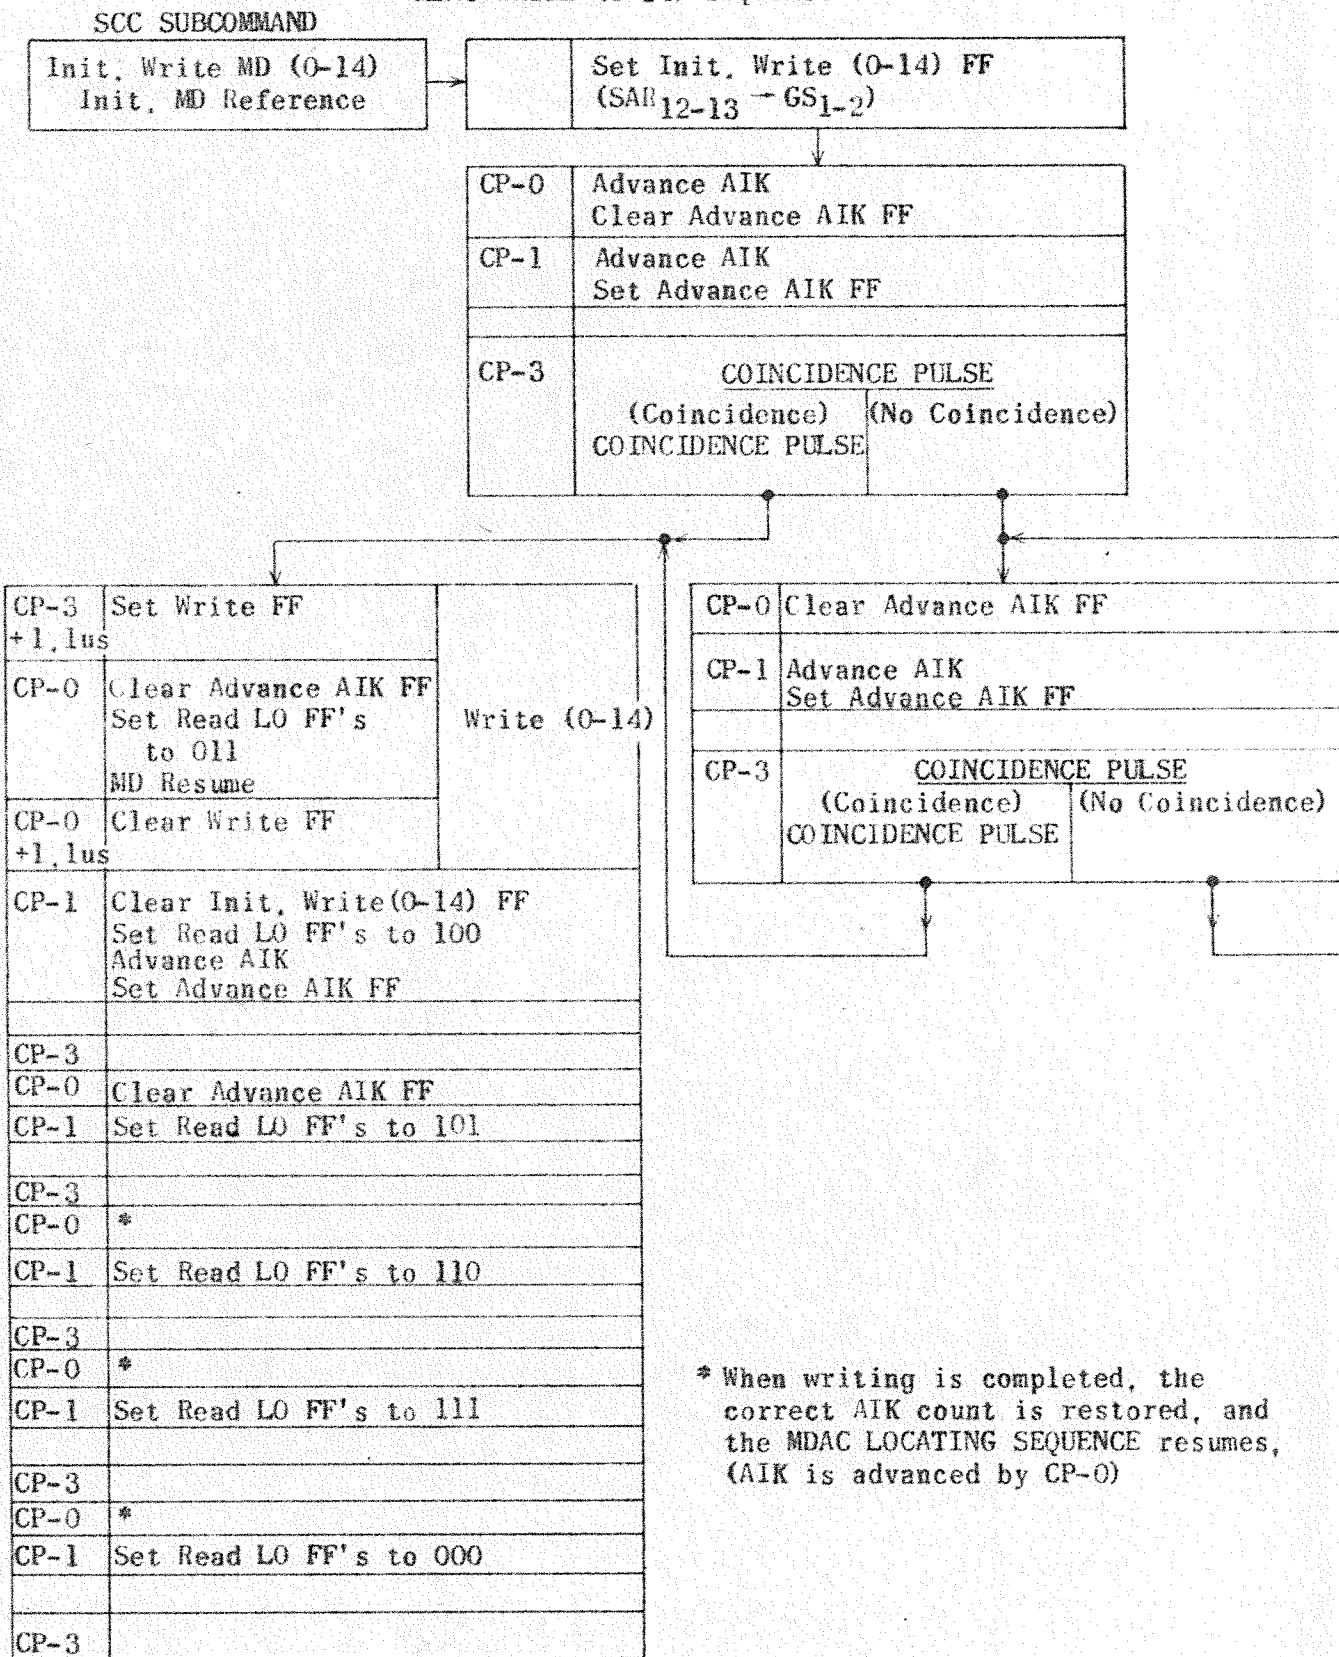 SCC SUBCOMMAND
Init. Write MD (0-14)
Init. MD Reference
Set Init. Write (0-14) FF
(SAR12-13 → GS1-2)
CP-0 Advance AIK
Clear Advance AIK FF
CP-1 Advance AIK
Set Advance AIK FF
CP-3 COINCIDENCE PULSE
(Coincidence) (No Coincidence)
COINCIDENCE PULSE
CP-3 Set Write FF
+1.1us
CP-0 Clear Advance AIK FF
Set Read LO FF's
to 011
MD Resume
Write (0-14)
CP-0 Clear Write FF
+1.1us
CP-1 Clear Init. Write(0-14) FF
Set Read LO FF's to 100
Advance AIK
Set Advance AIK FF
CP-3
CP-0 Clear Advance AIK FF
CP-1 Set Read LO FF's to 101
CP-3
CP-0 *
CP-1 Set Read LO FF's to 110
CP-3
CP-0 *
CP-1 Set Read LO FF's to 111
CP-3
CP-0 *
CP-1 Set Read LO FF's to 000
CP-3
CP-0 Clear Advance AIK FF
CP-1 Advance AIK
Set Advance AIK FF
CP-3 COINCIDENCE PULSE
(Coincidence) (No Coincidence)
COINCIDENCE PULSE
* When writing is completed, the
correct AIK count is restored, and
the MDAC LOCATING SEQUENCE resumes,
(AIK is advanced by CP-0)